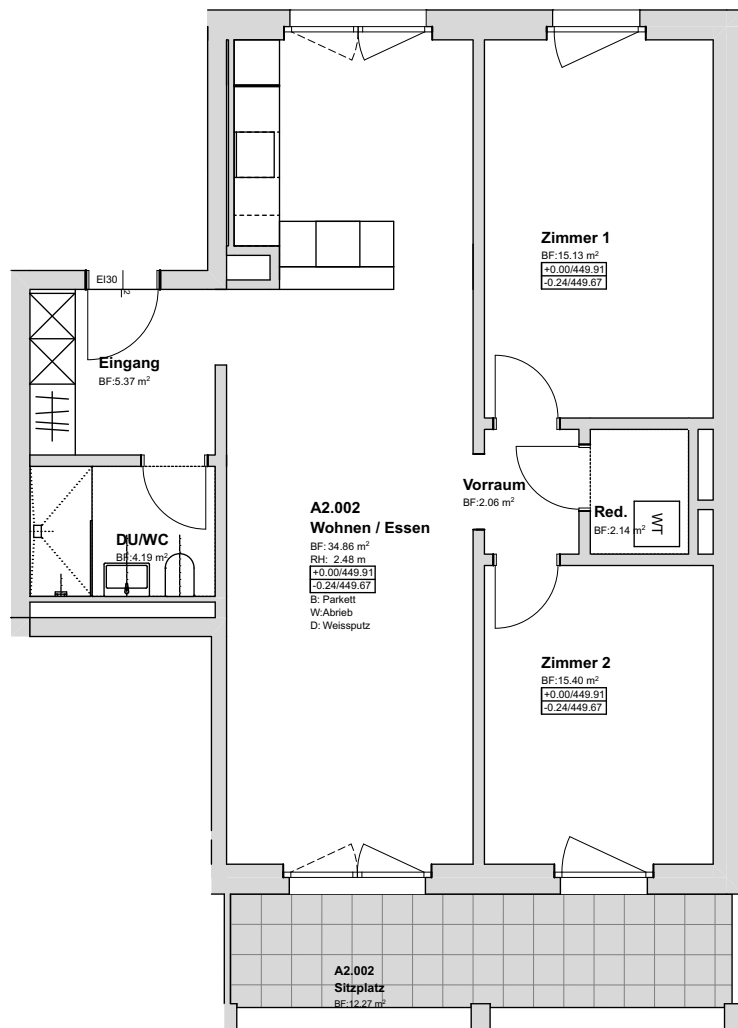 Zimmer 1
BF:15.13 m²
+0.00/449.91
-0.24/449.67
EI30
Eingang
BF:5.37 m²
Vorraum
BF:2.06 m²
Red.
BF:2.14 m²
WT
A2.002
Wohnen / Essen
BF: 34.86 m²
RH: 2.48 m
+0.00/449.91
-0.24/449.67
B: Parkett
W:Abrieb
D: Weissputz
DU/WC
BF:4.19 m²
Zimmer 2
BF:15.40 m²
+0.00/449.91
-0.24/449.67
A2.002
Sitzplatz
BF:12.27 m²